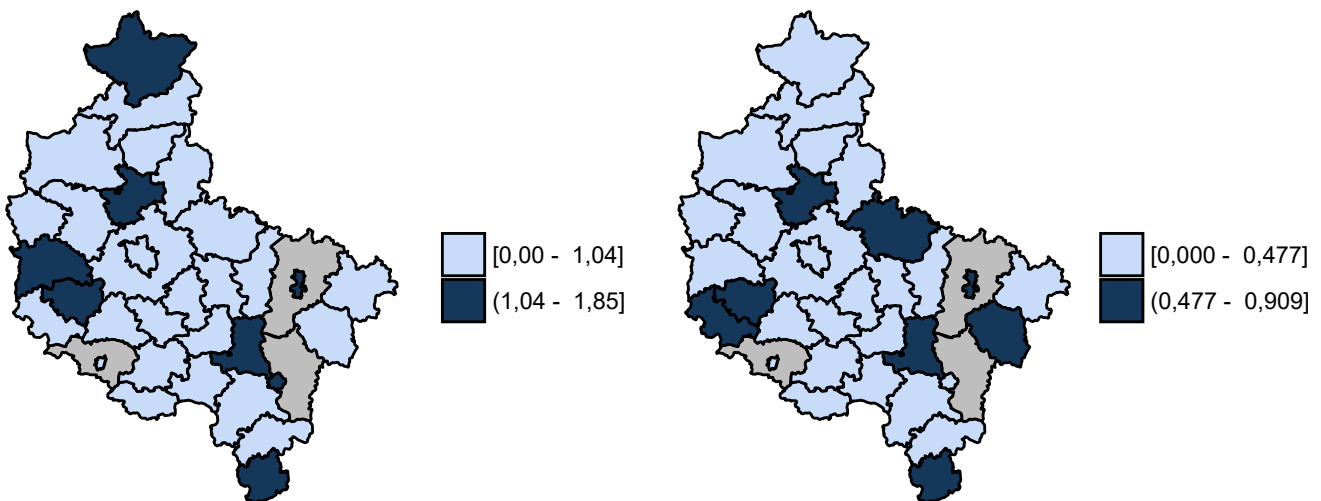 [0,00 - 1,04]
(1,04 - 1,85]
[0,000 - 0,477]
(0,477 - 0,909]